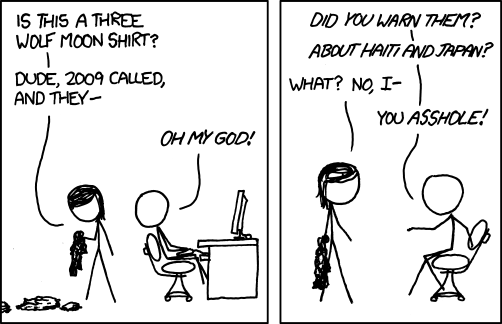 IS THIS A THREE
WOLF MOON SHIRT?
DUDE, 2009 CALLED,
AND THEY—
OH MY GOD!
DID YOU WARN THEM?
ABOUT HAITI AND JAPAN?
WHAT? NO, I—
YOU ASSHOLE!